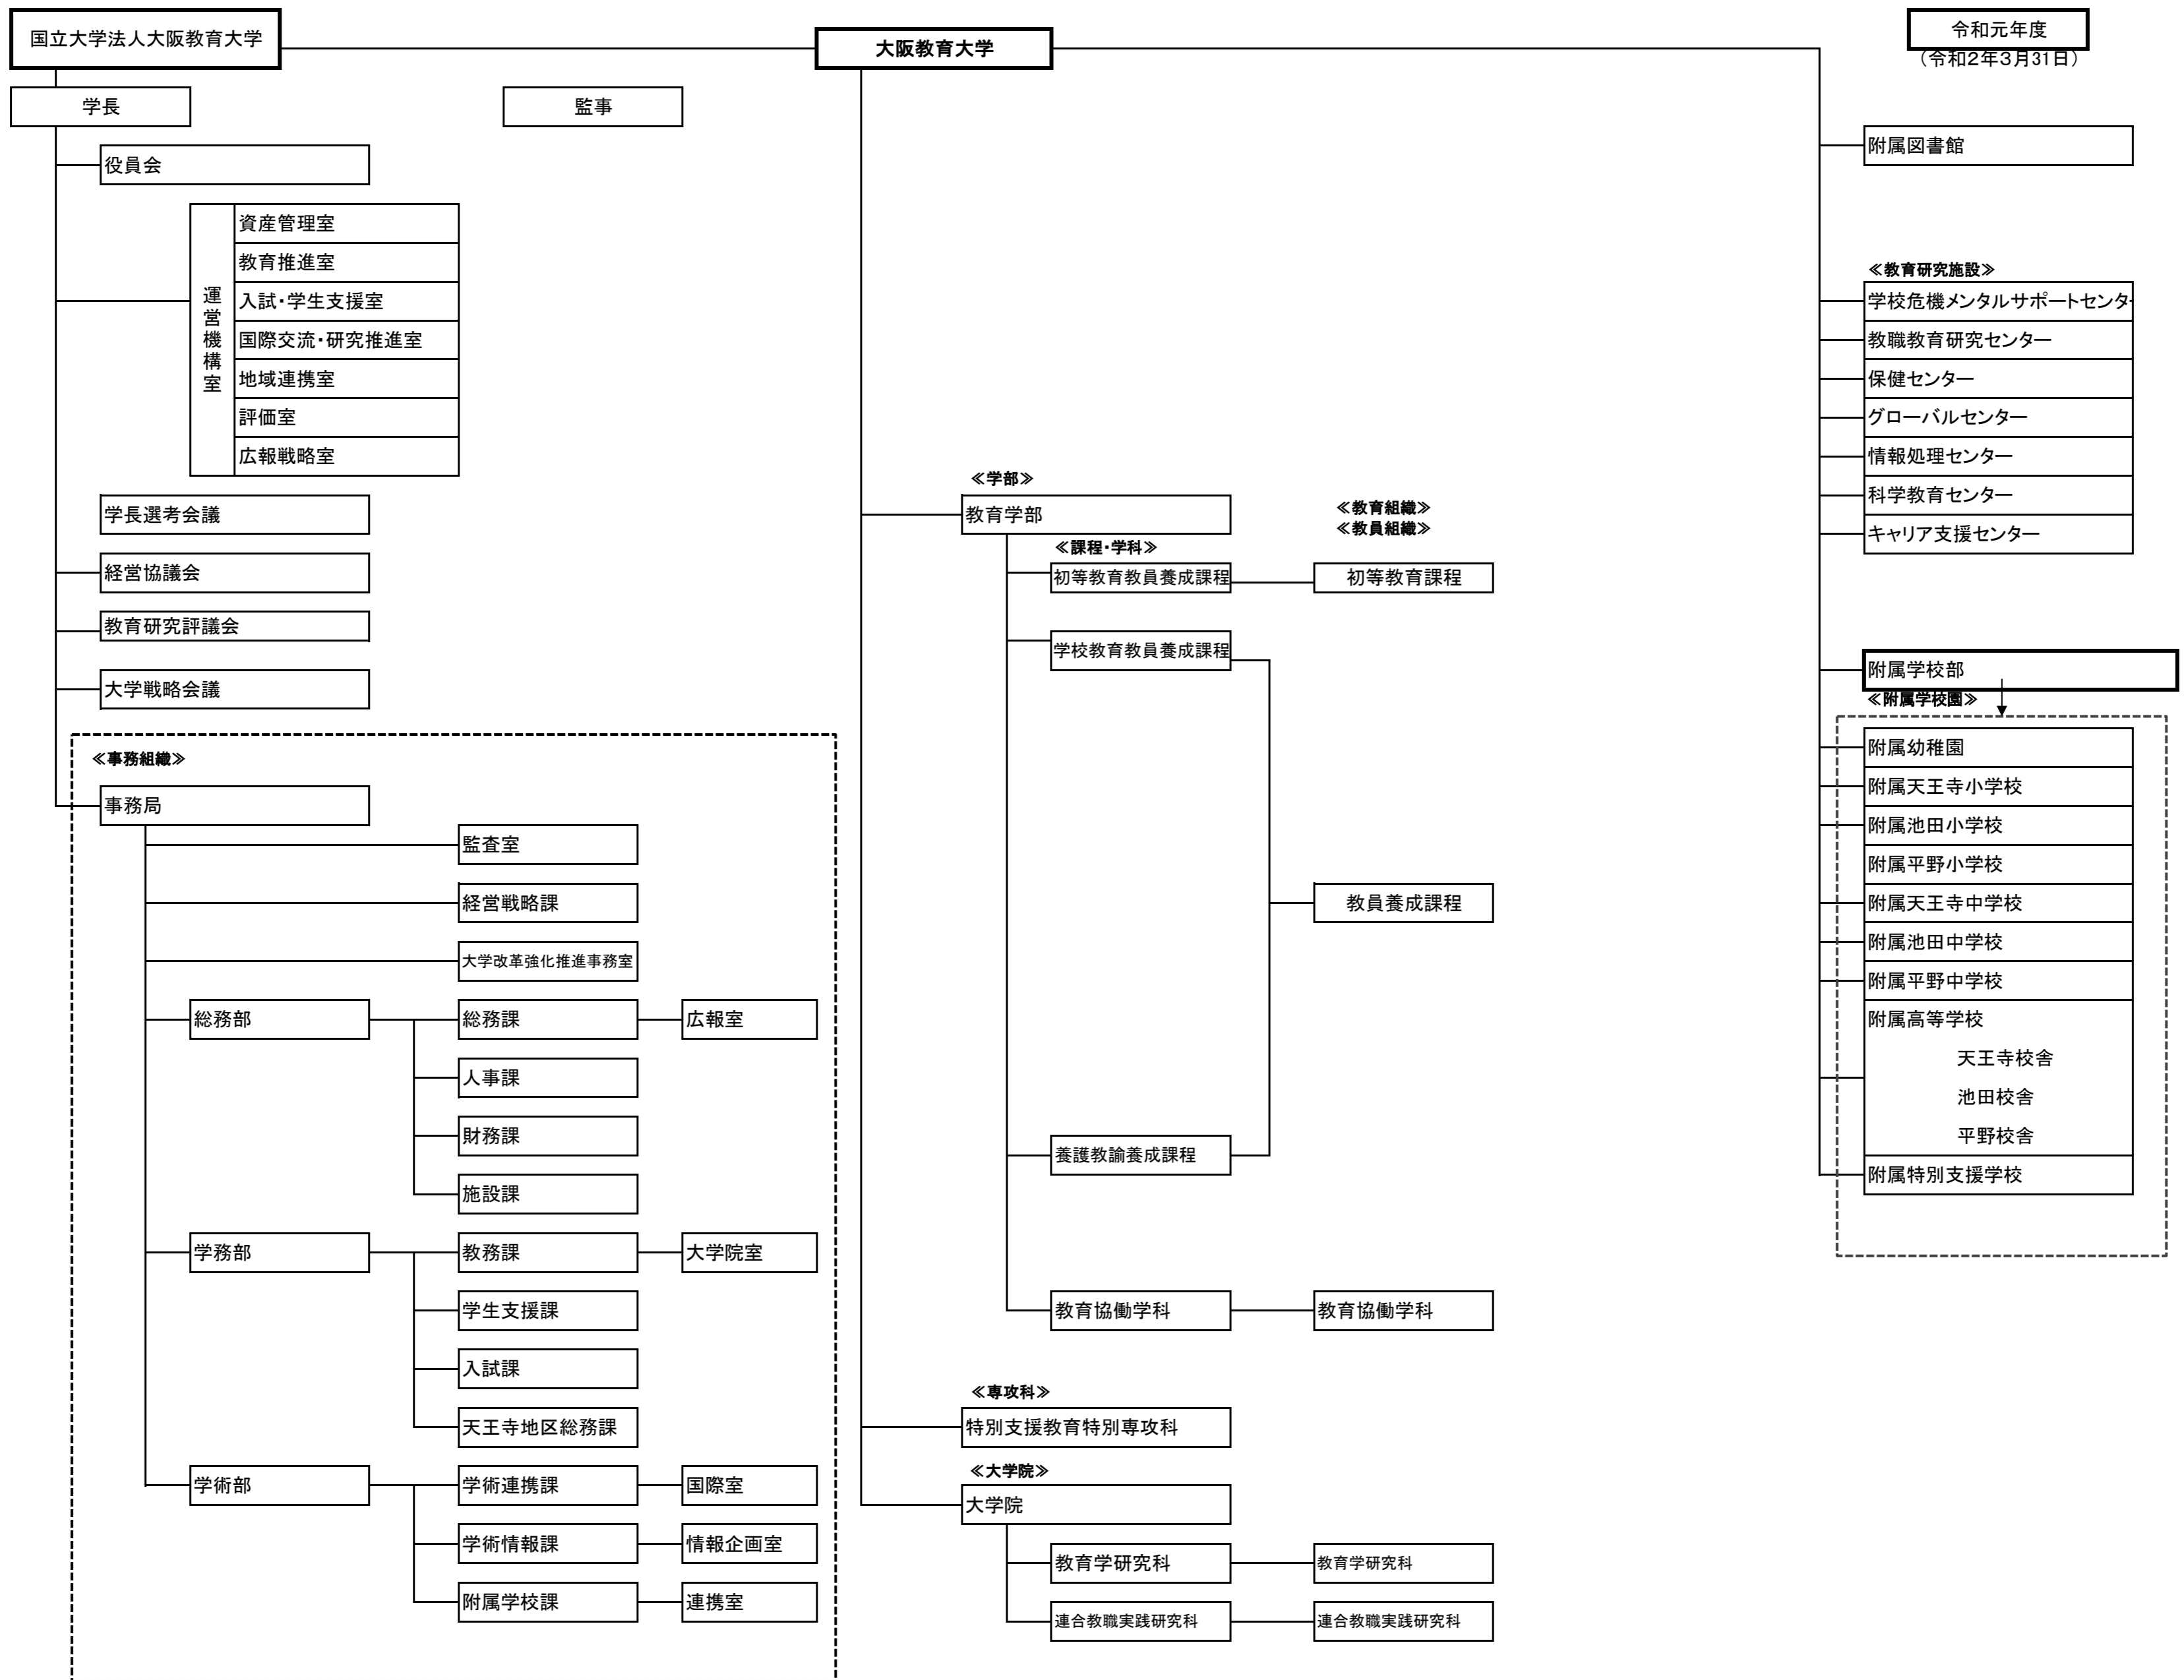 国立大学法人大阪教育大学
大阪教育大学
令和元年度
（令和2年3月31日）
学長
監事
役員会
運営機構室
資産管理室
教育推進室
入試・学生支援室
国際交流・研究推進室
地域連携室
評価室
広報戦略室
学長選考会議
経営協議会
教育研究評議会
大学戦略会議
≪事務組織≫
事務局
監査室
経営戦略課
大学改革強化推進事務室
総務部
総務課
広報室
人事課
財務課
施設課
学務部
教務課
大学院室
学生支援課
入試課
天王寺地区総務課
学術部
学術連携課
国際室
学術情報課
情報企画室
附属学校課
連携室
≪学部≫
教育学部
≪教育組織≫
≪教員組織≫
≪課程・学科≫
初等教育教員養成課程
初等教育課程
学校教育教員養成課程
教員養成課程
養護教諭養成課程
教育協働学科
教育協働学科
≪専攻科≫
特別支援教育特別専攻科
≪大学院≫
大学院
教育学研究科
教育学研究科
連合教職実践研究科
連合教職実践研究科
附属図書館
≪教育研究施設≫
学校危機メンタルサポートセンター
教職教育研究センター
保健センター
グローバルセンター
情報処理センター
科学教育センター
キャリア支援センター
附属学校部
≪附属学校園≫
附属幼稚園
附属天王寺小学校
附属池田小学校
附属平野小学校
附属天王寺中学校
附属池田中学校
附属平野中学校
附属高等学校
天王寺校舎
池田校舎
平野校舎
附属特別支援学校